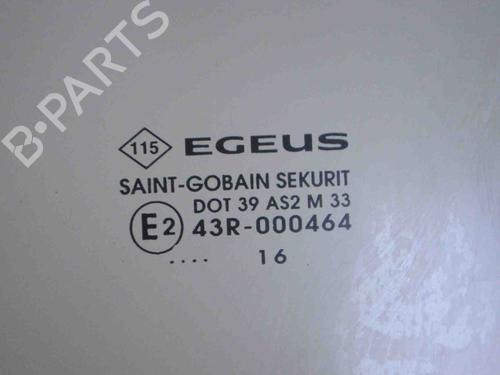 B-PARTS
115 EGEUS
SAINT-GOBAIN SEKURIT
DOT 39 AS2 M 33
E2 43R-000464
.... 16